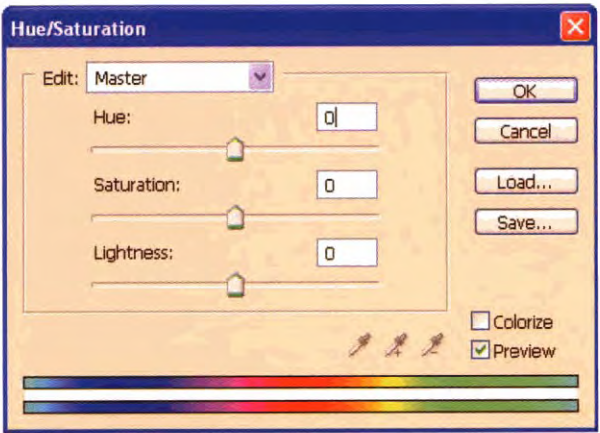 Hue/Saturation
Edit: Master
OK
Hue: 0
Cancel
Saturation: 0
Load...
Save...
Lightness: 0
Colorize
Preview